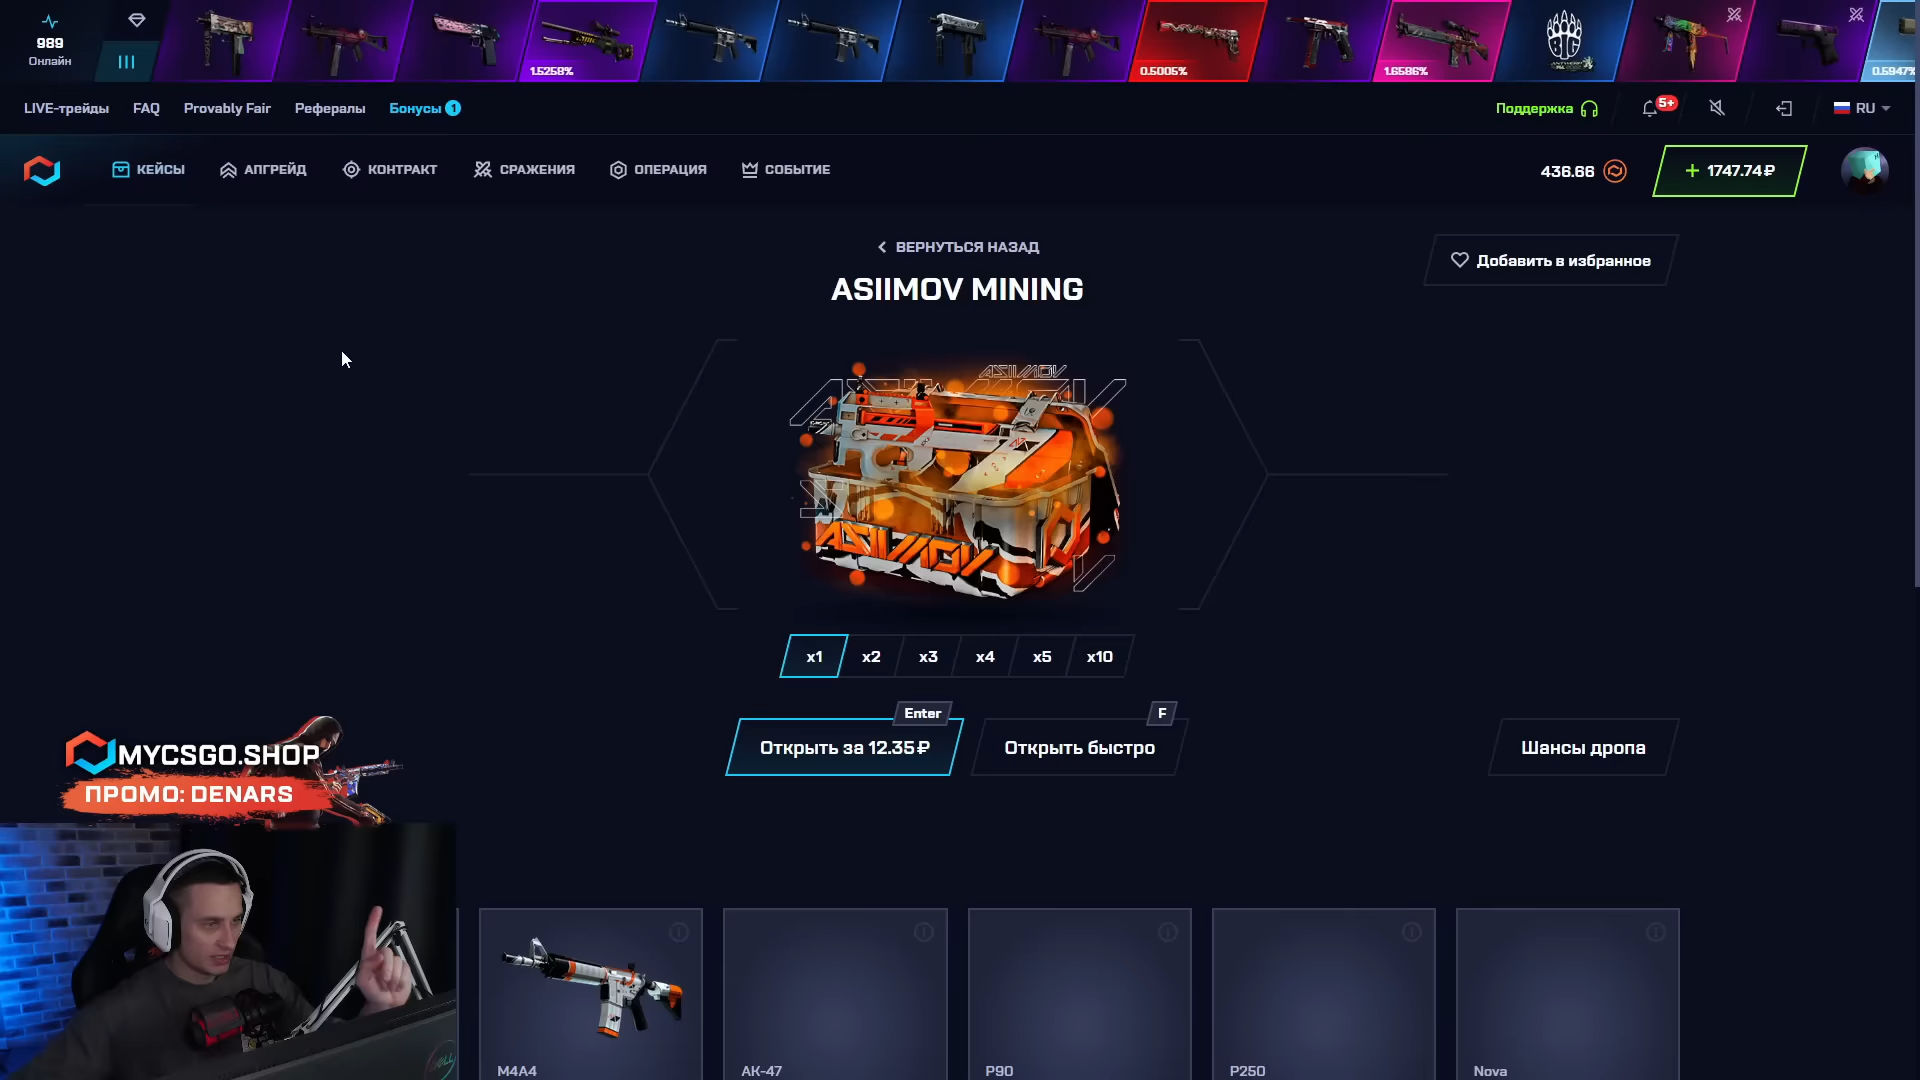 989
Онлайн
1.5258%
0.5005%
1.6586%
0.5947%
LIVE-трейды
FAQ
Provably Fair
Рефералы
Бонусы 1
Поддержка
5+
RU
КЕЙСЫ
АПГРЕЙД
КОНТРАКТ
СРАЖЕНИЯ
ОПЕРАЦИЯ
СОБЫТИЕ
436.66
+ 1747.74₽
ВЕРНУТЬСЯ НАЗАД
Добавить в избранное
ASIIMOV MINING
ASIIMOV
ASIIMOV
x1
x2
x3
x4
x5
x10
Enter
F
Открыть за 12.35₽
Открыть быстро
Шансы дропа
MYCSGO.SHOP
ПРОМО: DENARS
M4A4
AK-47
P90
P250
Nova